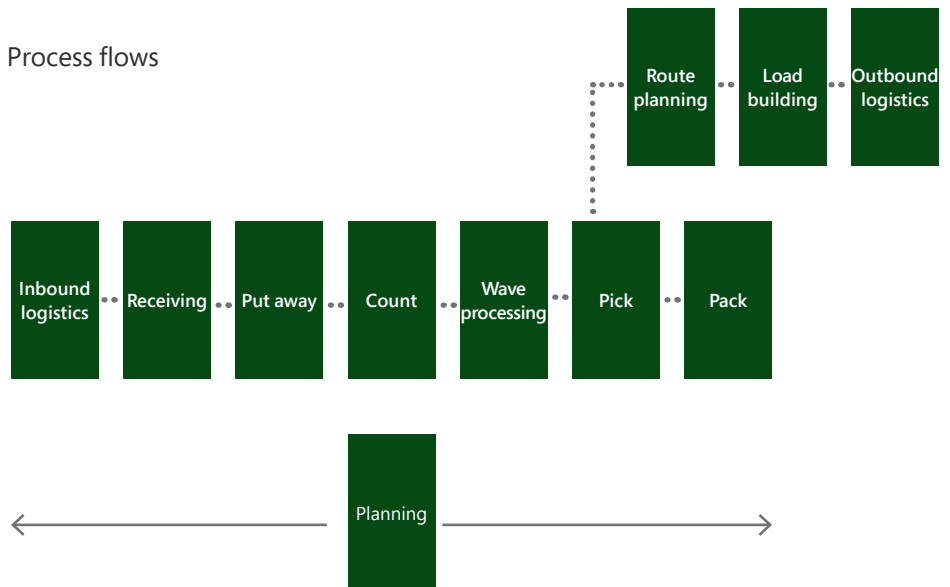 Process flows
Route
planning
Load
building
Outbound
logistics
Inbound
logistics
Receiving
Put away
Count
Wave
processing
Pick
Pack
Planning